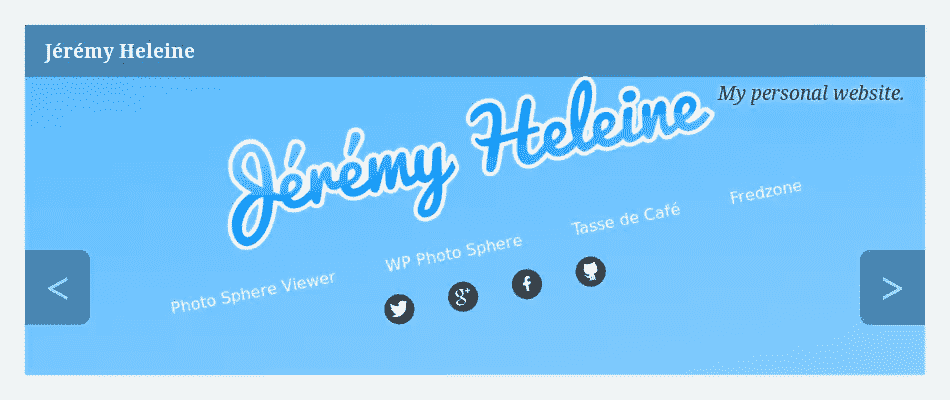 Jérémy Heleine
My personal website.
Jérémy Heleine
Photo Sphere Viewer
WP Photo Sphere
Tasse de Café
Fredzone
< >